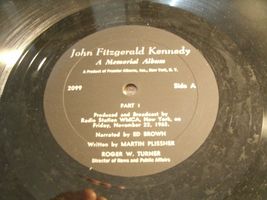 John Fitzgerald Kennedy
A Memorial Album
A Product of Premier Albums, Inc., New York, N. Y.
2099
Side A
PART I
Produced and Broadcast by
Radio Station WMCA, New York, on
Friday, November 22, 1963.
Narrated by ED BROWN
Written by MARTIN PLISSNER
ROGER W. TURNER
Director of News and Public Affairs